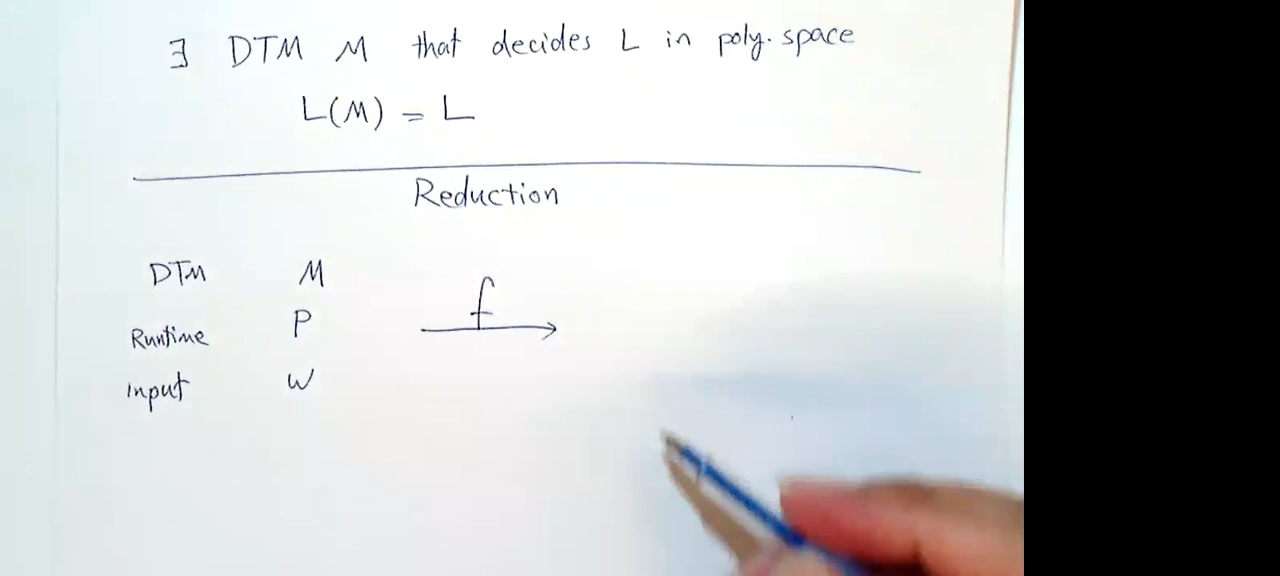 ∃ DTM M that decides L in poly. space
L(M) = L
Reduction
DTM M
f
Runtime P
Input W